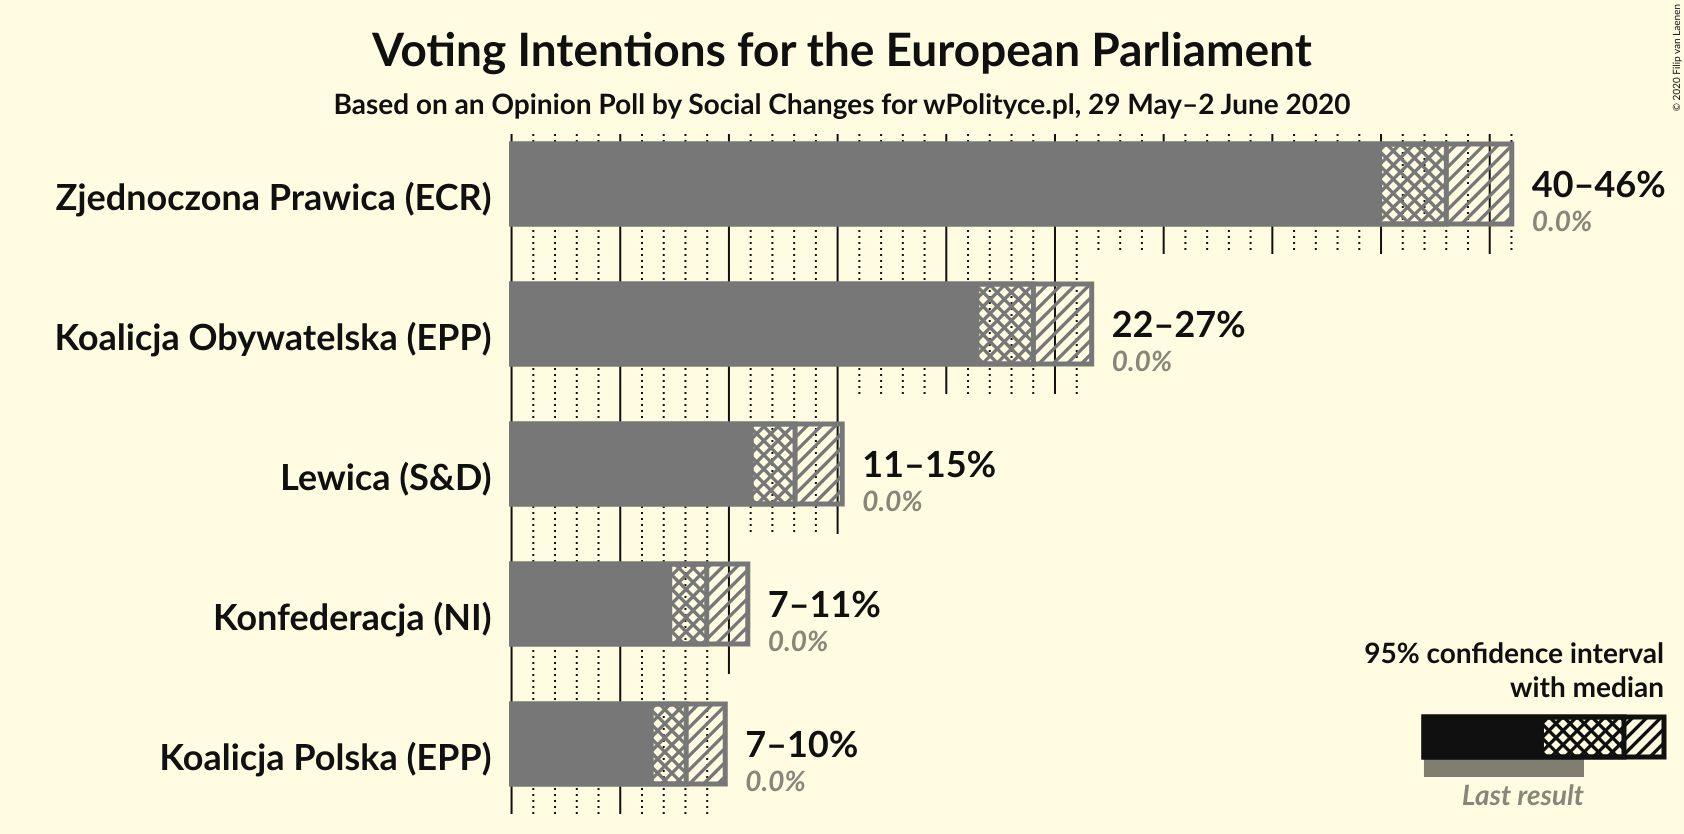 Voting Intentions for the European Parliament
Based on an Opinion Poll by Social Changes for wPolityce.pl, 29 May–2 June 2020
© 2020 Filip van Laenen
Zjednoczona Prawica (ECR)
40–46%
0.0%
Koalicja Obywatelska (EPP)
22–27%
0.0%
Lewica (S&D)
11–15%
0.0%
Konfederacja (NI)
7–11%
0.0%
Koalicja Polska (EPP)
7–10%
0.0%
95% confidence interval
with median
Last result